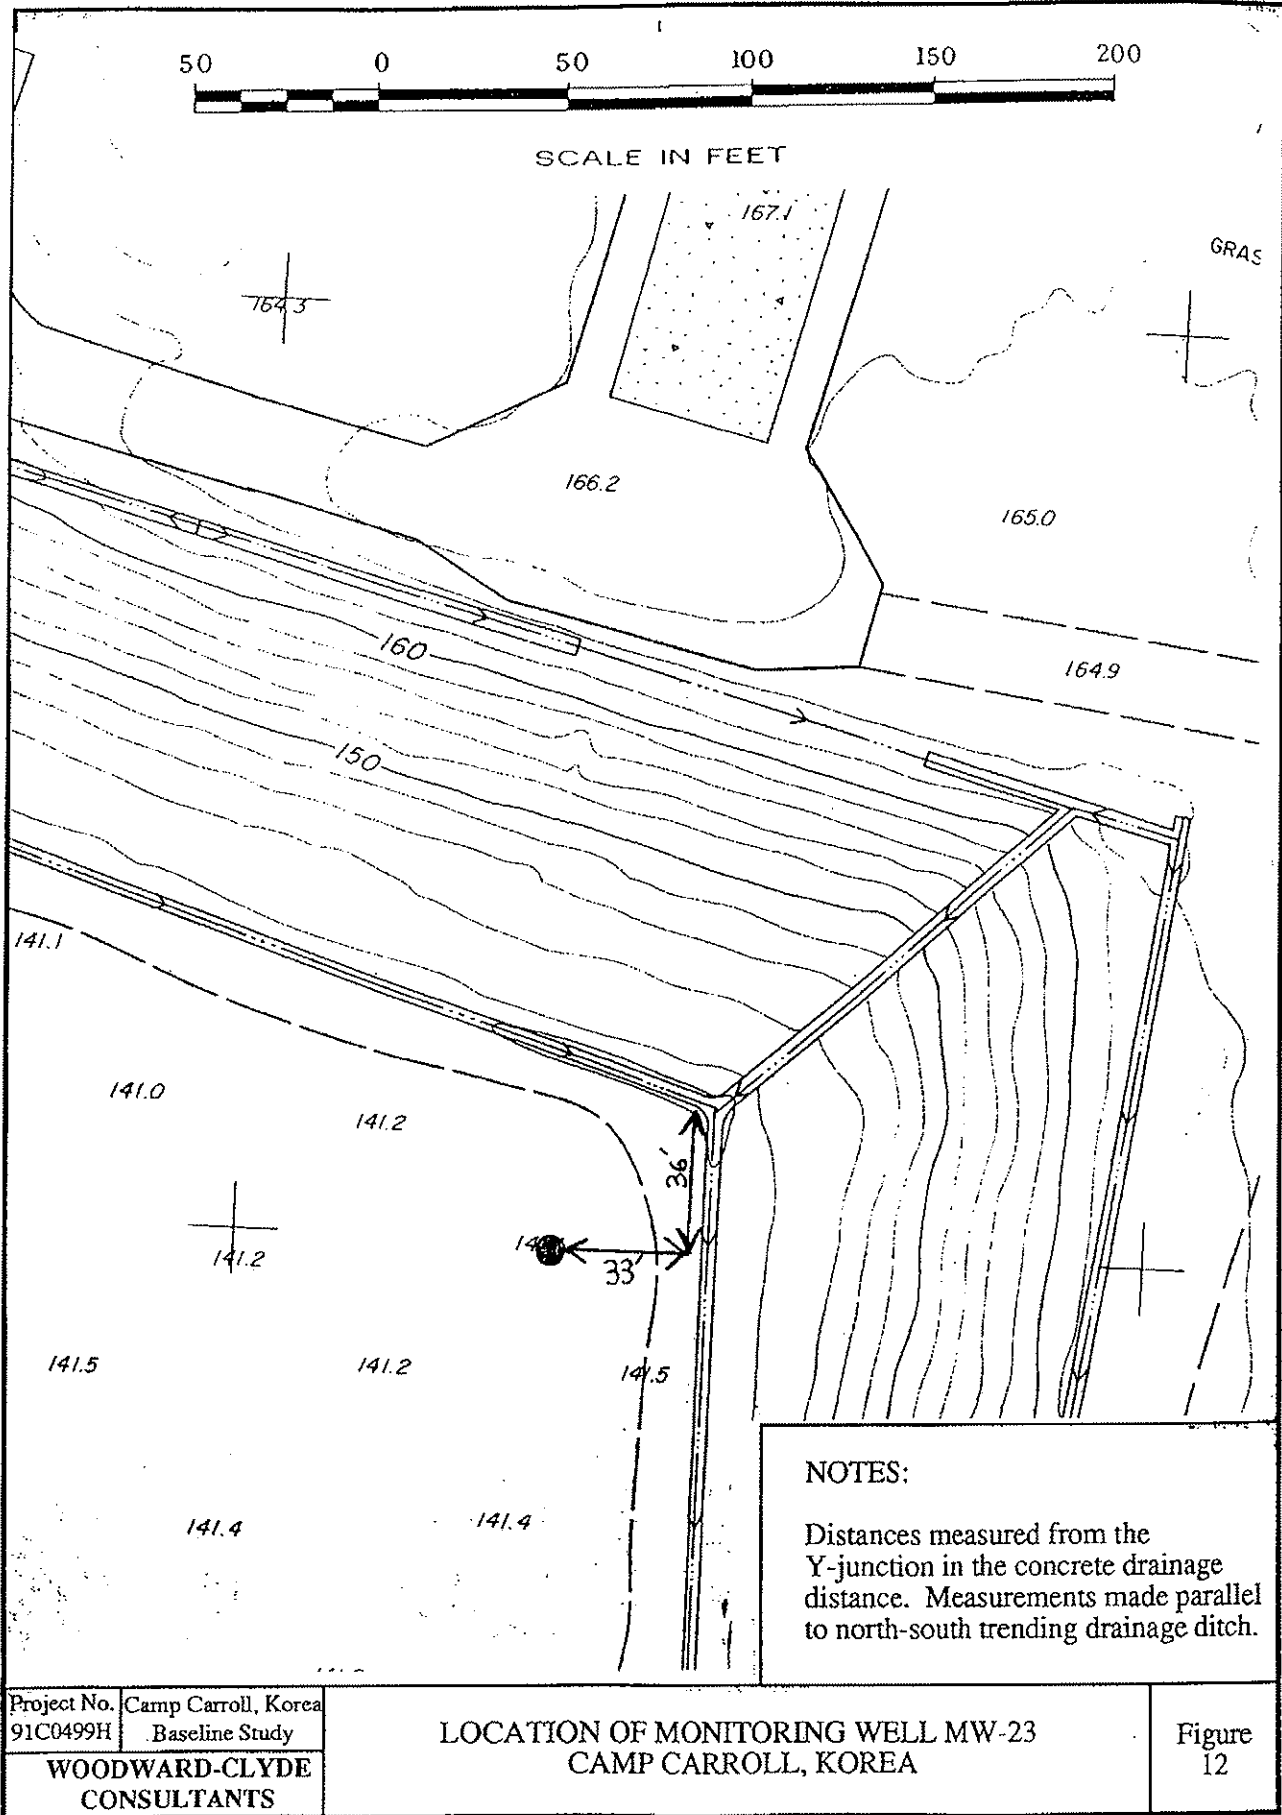 50 0 50 100 150 200
SCALE IN FEET
167.1
GRAS
164.3
166.2
165.0
160
164.9
150
141.1
141.0
141.2
36'
141.2
33'
141.5
141.2
141.5
141.4
141.4
NOTES:
Distances measured from the
Y-junction in the concrete drainage
distance. Measurements made parallel
to north-south trending drainage ditch.
Project No.
91C0499H
Camp Carroll, Korea
Baseline Study
WOODWARD-CLYDE
CONSULTANTS
LOCATION OF MONITORING WELL MW-23
CAMP CARROLL, KOREA
Figure
12